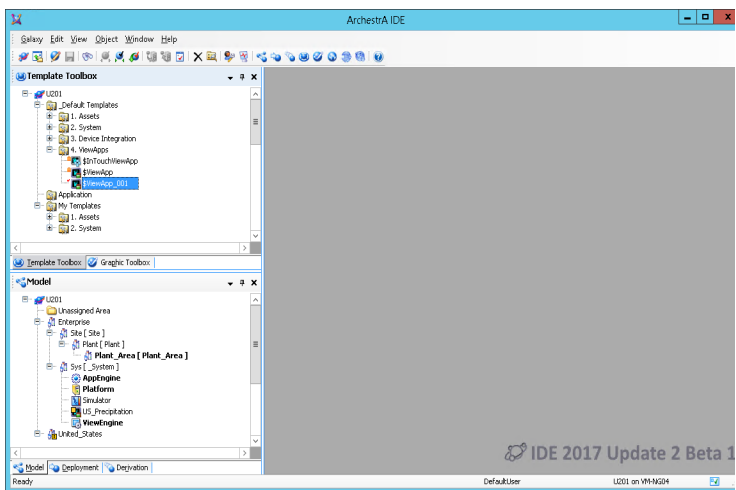 ArchestrA IDE
Galaxy Edit View Object Window Help
Template Toolbox
U201
_Default Templates
1. Assets
2. System
3. Device Integration
4. ViewApps
$InTouchViewApp
$ViewApp
$ViewApp_001
Application
My Templates
1. Assets
2. System
Template Toolbox Graphic Toolbox
Model
U201
Unassigned Area
Enterprise
Site [ Site ]
Plant [ Plant ]
Plant_Area [ Plant_Area ]
Sys [ _System ]
AppEngine
Platform
Simulator
US_Precipitation
ViewEngine
United_States
IDE 2017 Update 2 Beta 1
Model Deployment Derivation
Ready DefaultUser U201 on VM-NG04